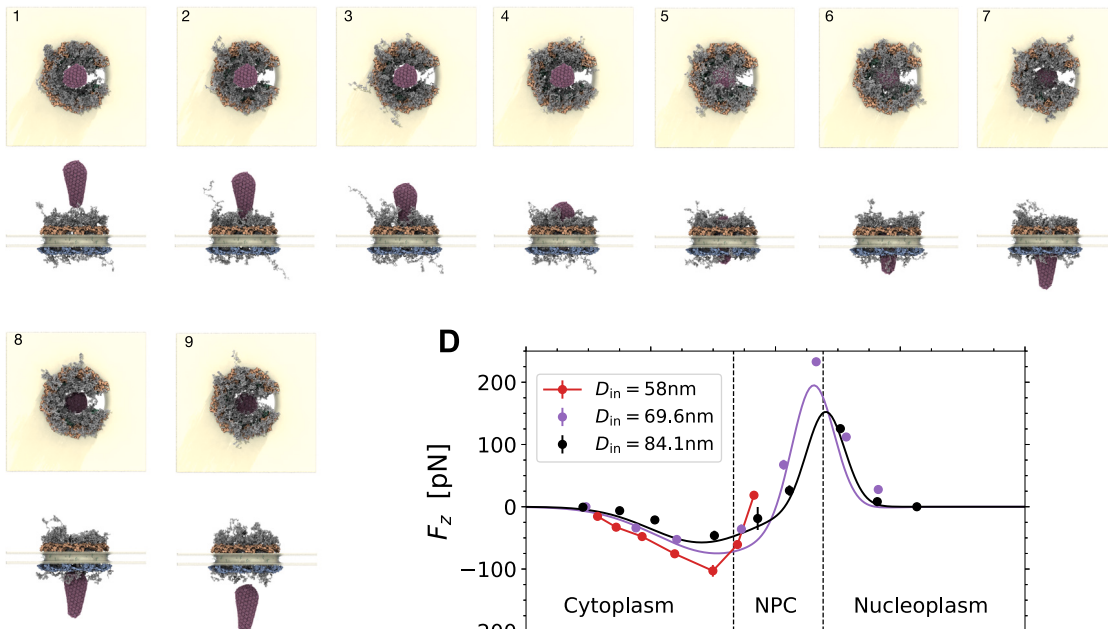 1 2 3 4 5 6 7
8 9
D
D_in = 58nm
D_in = 69.6nm
D_in = 84.1nm
F_z [pN]
200
100
0
−100
−200
Cytoplasm NPC Nucleoplasm